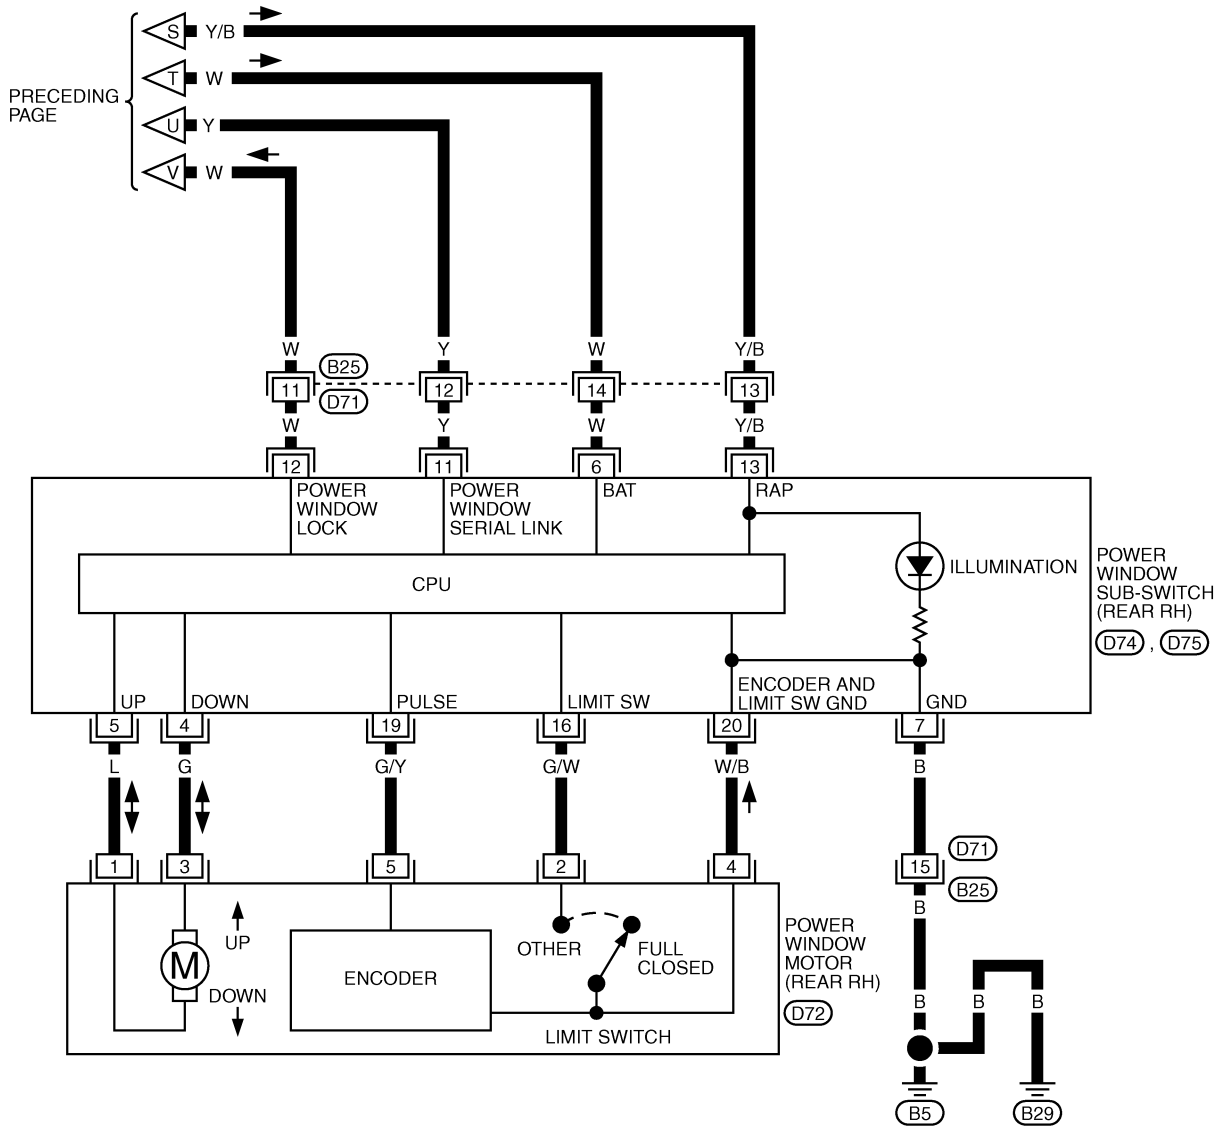 S Y/B
T W
PRECEDING
PAGE
U Y
V W
W Y W Y/B
B25
11 12 14 13
D71
W Y W Y/B
12 11 6 13
POWER
WINDOW
LOCK
POWER
WINDOW
SERIAL LINK
BAT
RAP
CPU
ILLUMINATION
POWER
WINDOW
SUB-SWITCH
(REAR RH)
D74 , D75
UP DOWN PULSE LIMIT SW
ENCODER AND
LIMIT SW GND
GND
5 4 19 16 20 7
L G G/Y G/W W/B B
D71
1 3 5 2 4 15
B25
B
UP
M
DOWN
ENCODER
OTHER
FULL
CLOSED
LIMIT SWITCH
POWER
WINDOW
MOTOR
(REAR RH)
D72
B B B
B5 B29